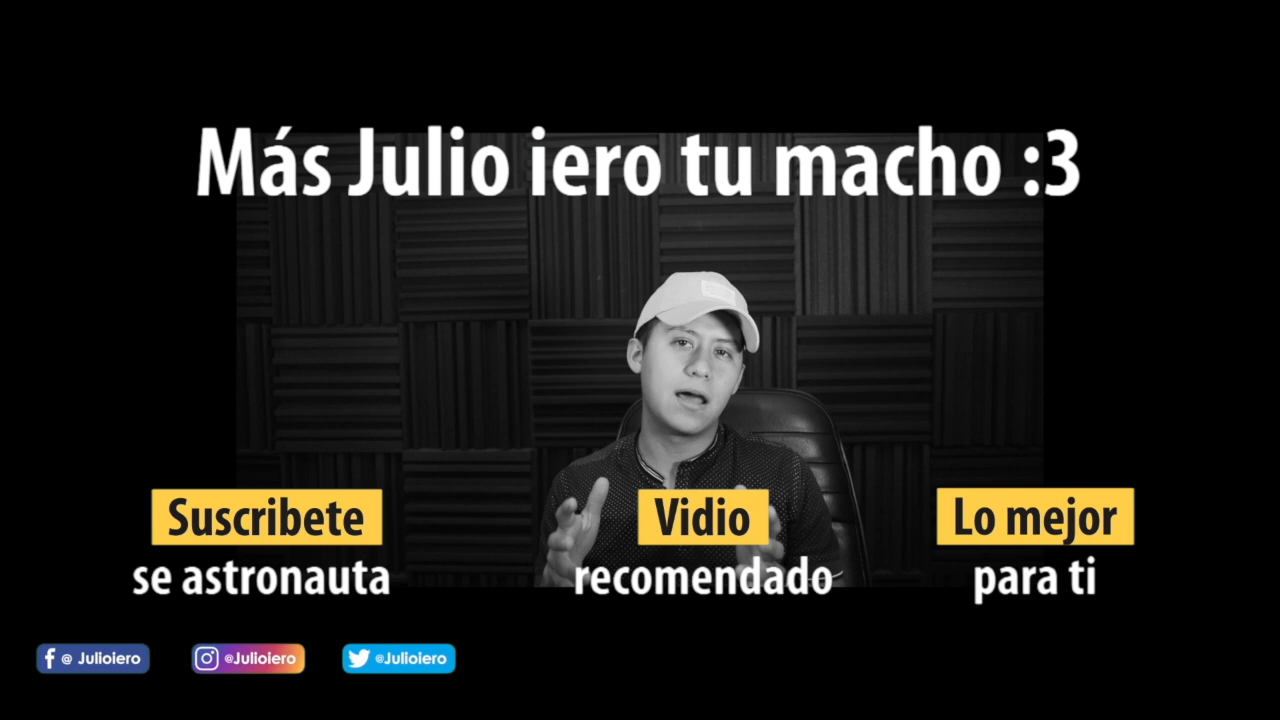 Más Julio iero tu macho :3
Suscribete
se astronauta
Vidio
recomendado
Lo mejor
para ti
@ Julioiero
@Julioiero
@Julioiero